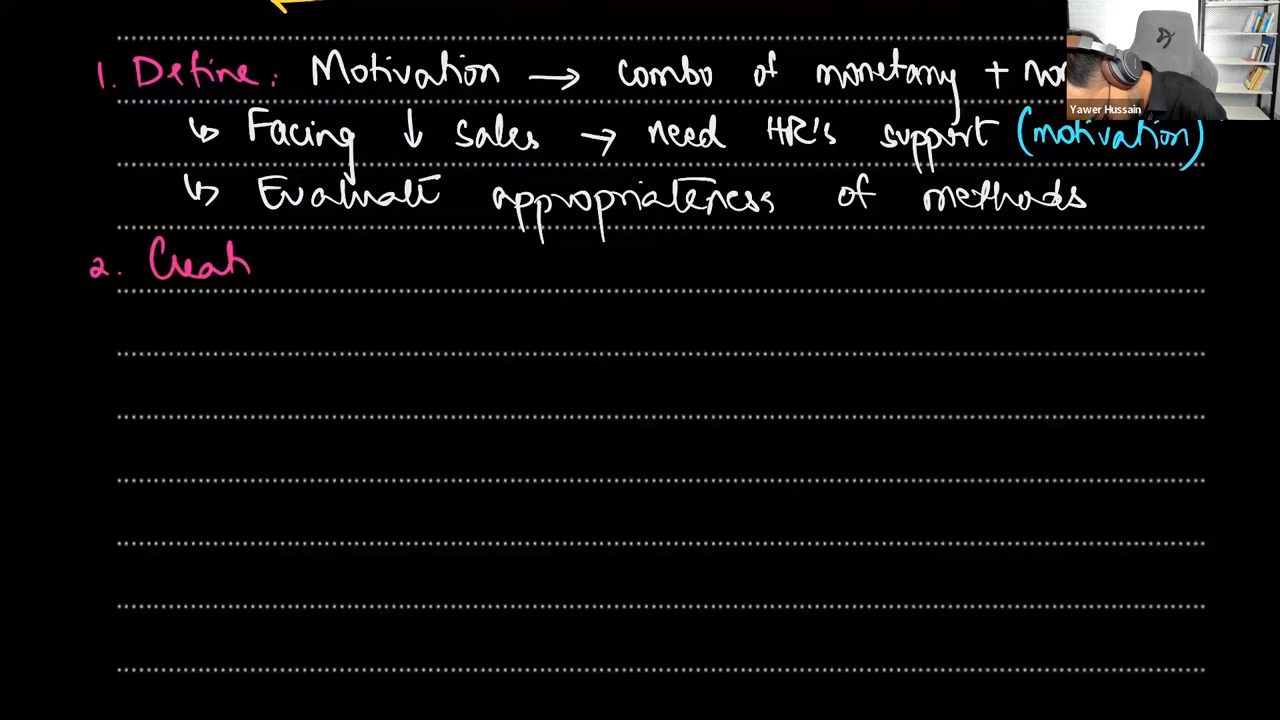 1. Define: Motivation → combo of monetary +
Yawer Hussain
↳ Facing ↓ sales → need HR's support (motivation)
↳ Evaluate appropriateness of methods
2. Creat